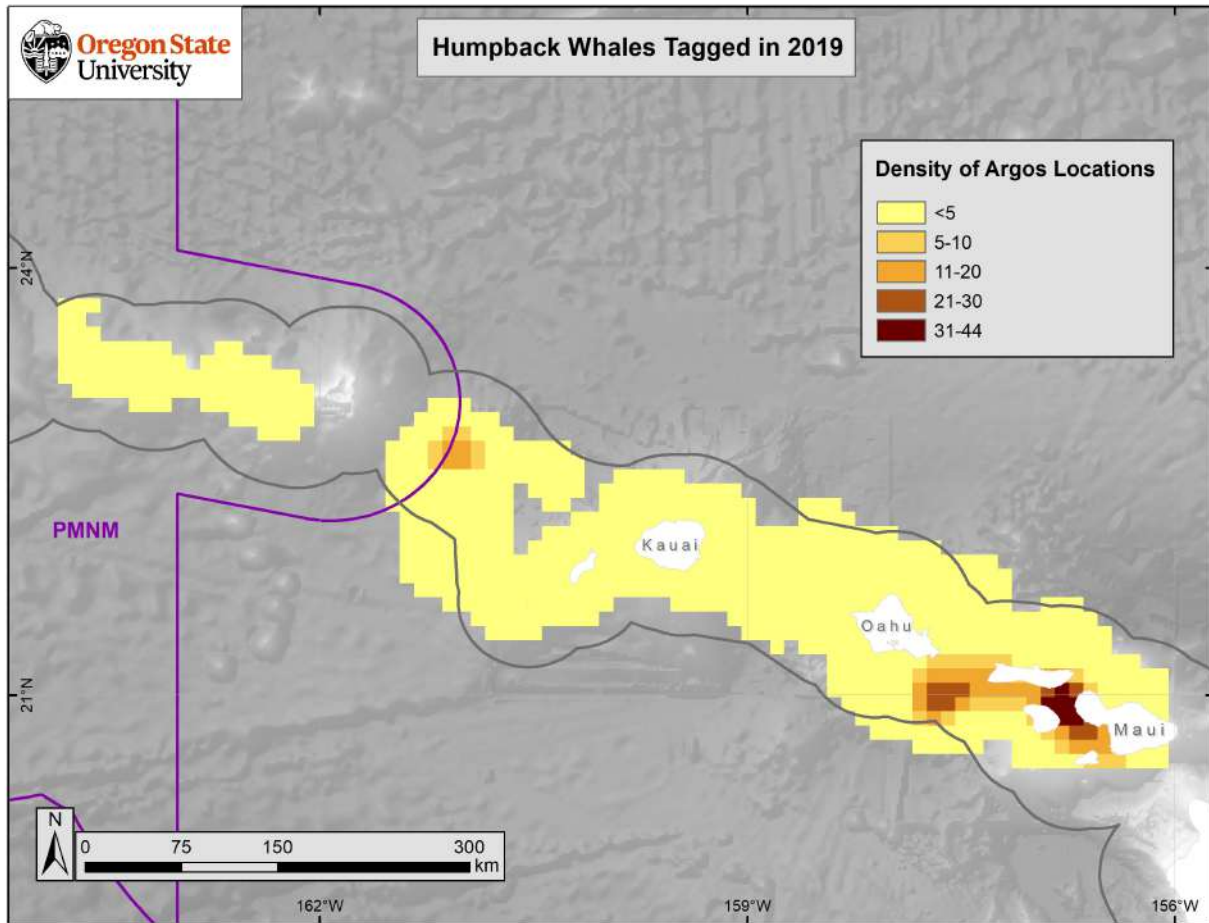 Oregon State
University
Humpback Whales Tagged in 2019
Density of Argos Locations
<5
5-10
11-20
21-30
31-44
24°N
PMNM
Kauai
Oahu
21°N
Maui
N
0 75 150 300
km
162°W 159°W 156°W